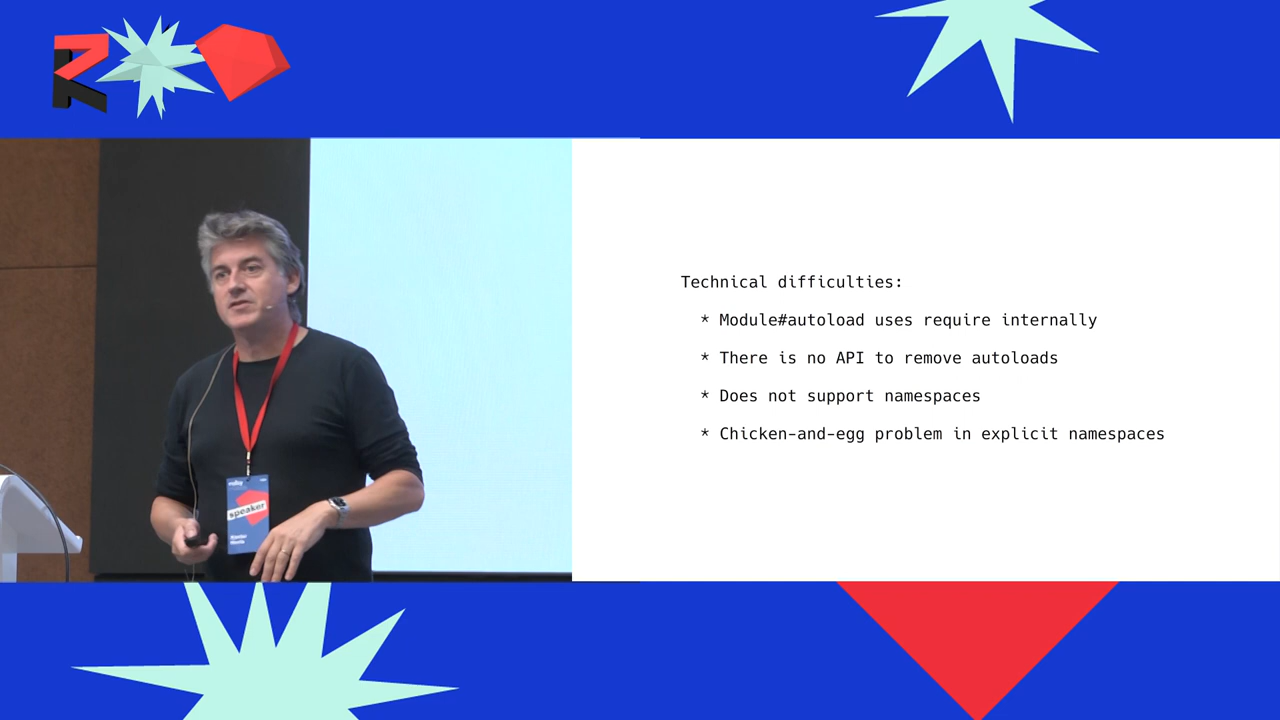 Technical difficulties:
* Module#autoload uses require internally
* There is no API to remove autoloads
* Does not support namespaces
* Chicken-and-egg problem in explicit namespaces
speaker